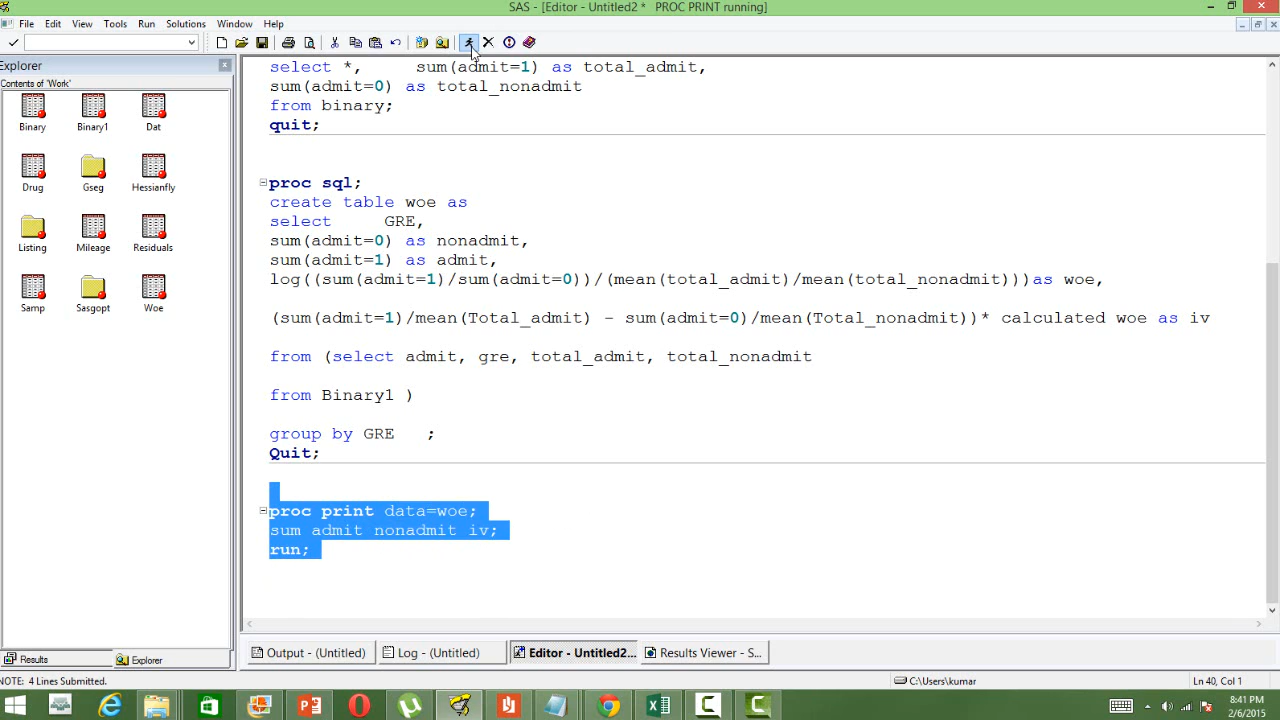 SAS - [Editor - Untitled2 * PROC PRINT running]
File Edit View Tools Run Solutions Window Help
Explorer
Contents of 'Work'
Binary Binary1 Dat
Drug Gseg Hessianfly
Listing Mileage Residuals
Samp Sasgopt Woe
select *, sum(admit=1) as total_admit,
sum(admit=0) as total_nonadmit
from binary;
quit;
proc sql;
create table woe as
select GRE,
sum(admit=0) as nonadmit,
sum(admit=1) as admit,
log((sum(admit=1)/sum(admit=0))/(mean(total_admit)/mean(total_nonadmit)))as woe,
(sum(admit=1)/mean(Total_admit) - sum(admit=0)/mean(Total_nonadmit))* calculated woe as iv
from (select admit, gre, total_admit, total_nonadmit
from Binary1 )
group by GRE ;
Quit;
proc print data=woe;
sum admit nonadmit iv;
run;
Results Explorer
Output - (Untitled) Log - (Untitled) Editor - Untitled2... Results Viewer - S...
NOTE: 4 Lines Submitted. C:\Users\kumar Ln 40, Col 1
8:41 PM
2/6/2015